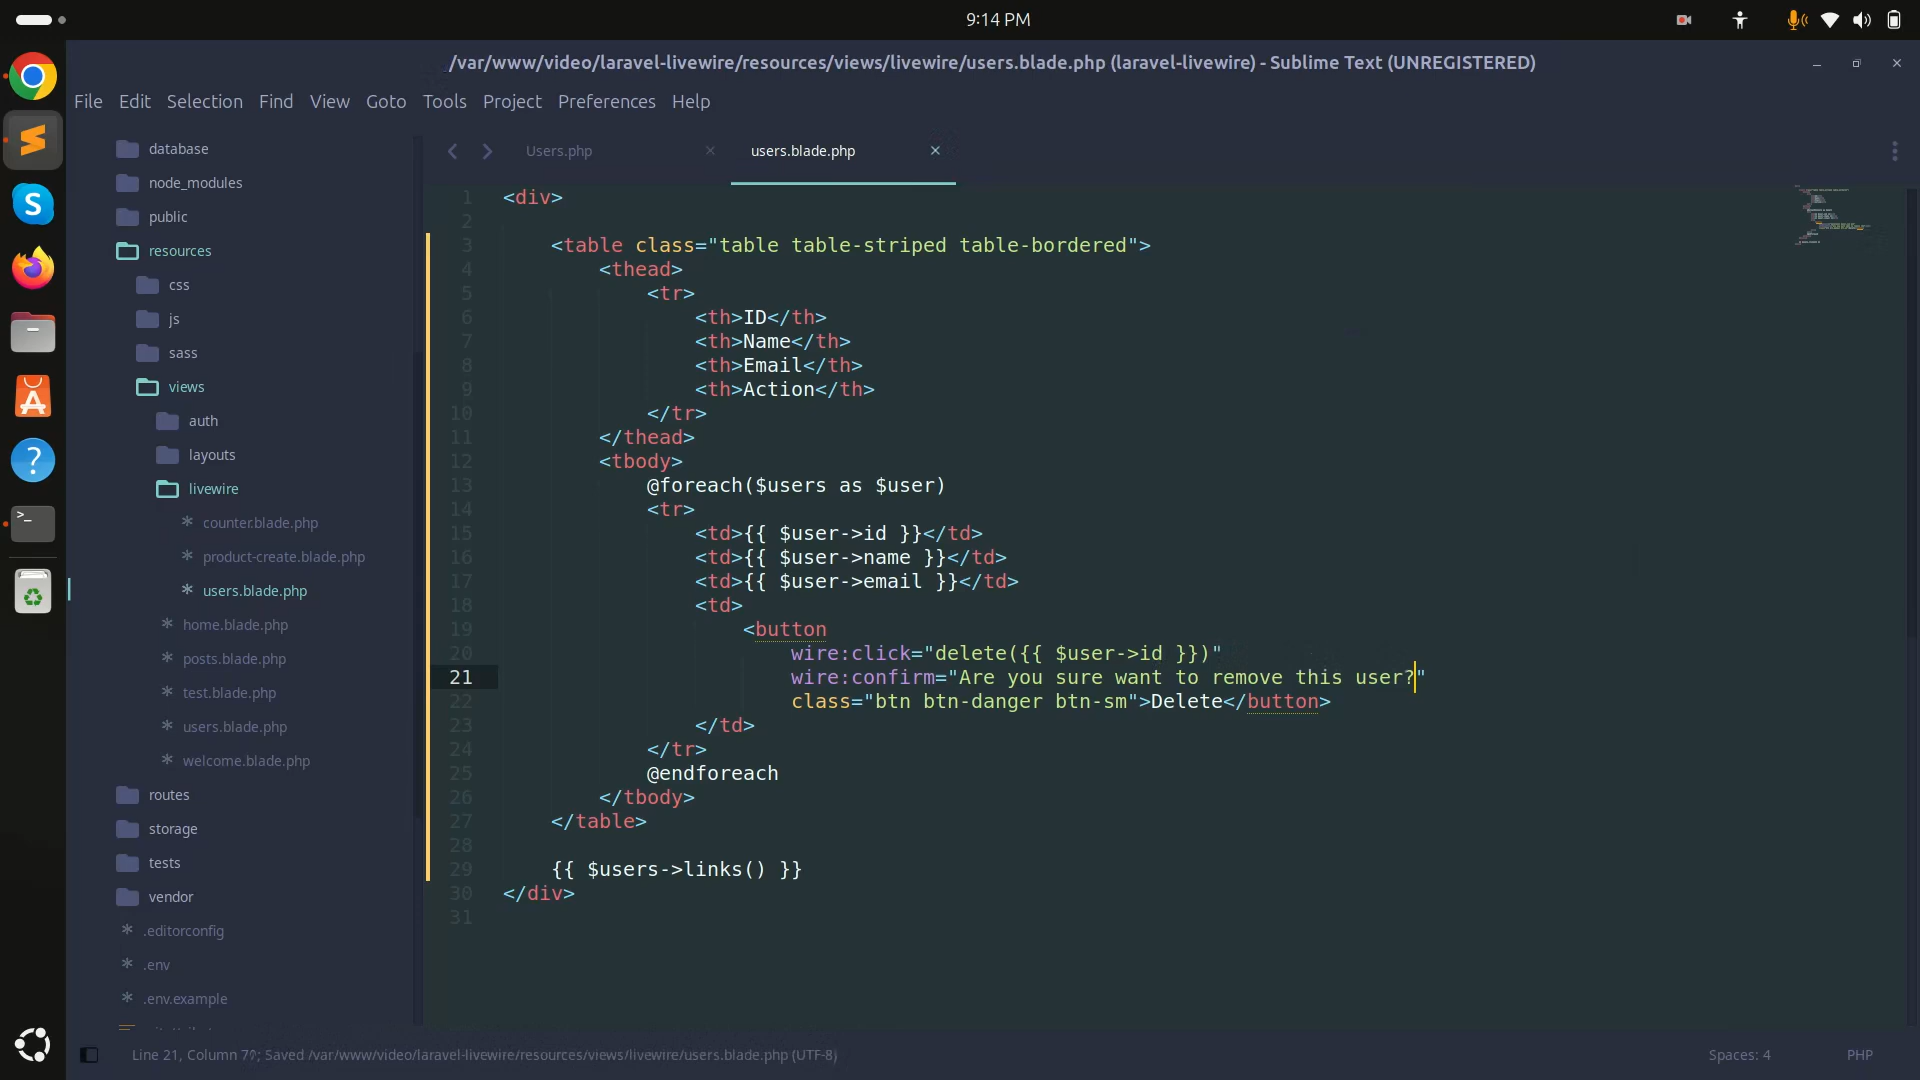 9:14 PM
/var/www/video/laravel-livewire/resources/views/livewire/users.blade.php (laravel-livewire) - Sublime Text (UNREGISTERED)
File Edit Selection Find View Goto Tools Project Preferences Help
database
node_modules
public
resources
css
js
sass
views
auth
layouts
livewire
* counter.blade.php
* product-create.blade.php
* users.blade.php
* home.blade.php
* posts.blade.php
* test.blade.php
* users.blade.php
* welcome.blade.php
routes
storage
tests
vendor
* .editorconfig
* .env
* .env.example
Users.php
users.blade.php
1 <div>
2
3     <table class="table table-striped table-bordered">
4         <thead>
5             <tr>
6                 <th>ID</th>
7                 <th>Name</th>
8                 <th>Email</th>
9                 <th>Action</th>
10             </tr>
11         </thead>
12         <tbody>
13             @foreach($users as $user)
14             <tr>
15                 <td>{{ $user->id }}</td>
16                 <td>{{ $user->name }}</td>
17                 <td>{{ $user->email }}</td>
18                 <td>
19                     <button
20                         wire:click="delete({{ $user->id }})"
21                         wire:confirm="Are you sure want to remove this user?"
22                         class="btn btn-danger btn-sm">Delete</button>
23                 </td>
24             </tr>
25             @endforeach
26         </tbody>
27     </table>
28
29     {{ $users->links() }}
30 </div>
31
Saved /var/www/video/laravel-livewire/resources/views/livewire/users.blade.php (UTF-8)
Spaces: 4
PHP